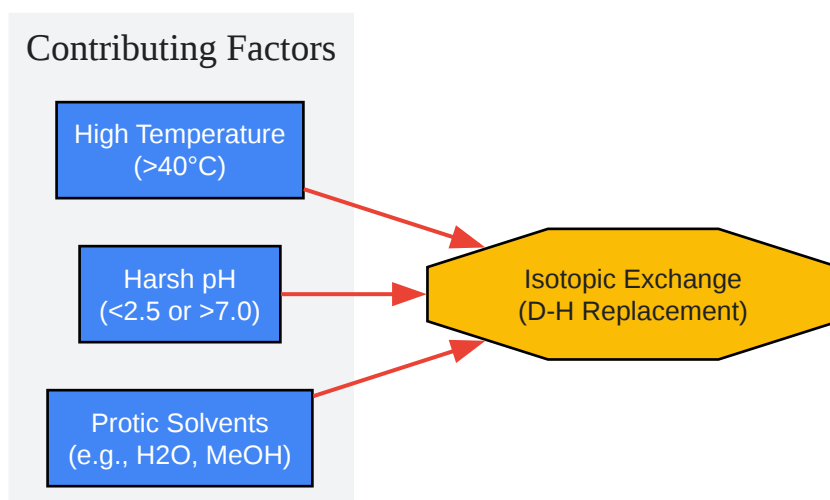 Contributing Factors
High Temperature
(>40°C)
Harsh pH
(<2.5 or >7.0)
Isotopic Exchange
(D-H Replacement)
Protic Solvents
(e.g., H2O, MeOH)